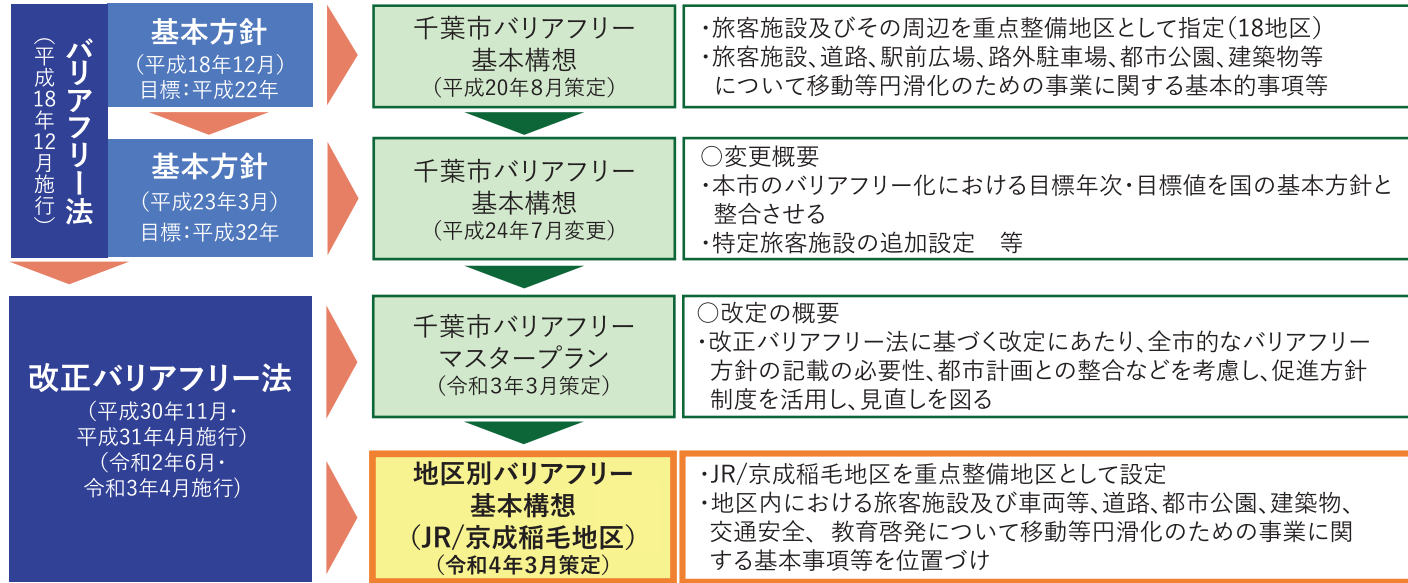 バリアフリー法
(平成18年12月施行)
基本方針
(平成18年12月)
目標:平成22年
千葉市バリアフリー
基本構想
(平成20年8月策定)
・旅客施設及びその周辺を重点整備地区として指定(18地区)
・旅客施設、道路、駅前広場、路外駐車場、都市公園、建築物等
について移動等円滑化のための事業に関する基本的事項等
基本方針
(平成23年3月)
目標:平成32年
千葉市バリアフリー
基本構想
(平成24年7月変更)
○変更概要
・本市のバリアフリー化における目標年次・目標値を国の基本方針と
整合させる
・特定旅客施設の追加設定　等
改正バリアフリー法
(平成30年11月・
平成31年4月施行)
(令和2年6月・
令和3年4月施行)
千葉市バリアフリー
マスタープラン
(令和3年3月策定)
○改定の概要
・改正バリアフリー法に基づく改定にあたり、全市的なバリアフリー
方針の記載の必要性、都市計画との整合などを考慮し、促進方針
制度を活用し、見直しを図る
地区別バリアフリー
基本構想
(JR/京成稲毛地区)
(令和4年3月策定)
・JR/京成稲毛地区を重点整備地区として設定
・地区内における旅客施設及び車両等、道路、都市公園、建築物、
交通安全、 教育啓発について移動等円滑化のための事業に関
する基本事項等を位置づけ